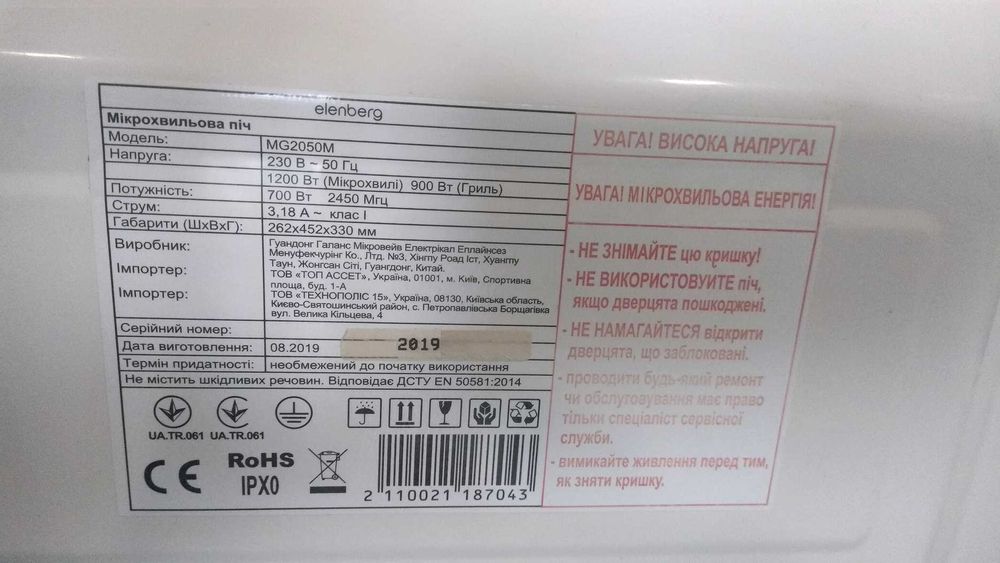 elenberg
Мікрохвильова піч
Модель: MG2050M
Напруга: 230 В ~ 50 Гц
1200 Вт (Мікрохвилі) 900 Вт (Гриль)
Потужність: 700 Вт 2450 Мгц
Струм: 3,18 А ~ клас I
Габарити (ШхВхГ): 262х452х330 мм
Виробник: Гуандонг Галанс Мікровейв Електрікал Еплайнсез
Менуфекчурінг Ко., Лтд. №3, Хінгпу Роад Іст, Хуангпу
Таун, Жонгсан Сіті, Гуангдонг, Китай.
Імпортер: ТОВ «ТОП АССЕТ», Україна, 01001, м. Київ, Спортивна
площа, буд. 1-А
Імпортер: ТОВ «ТЕХНОПОЛІС 15», Україна, 08130, Київська область,
Києво-Святошинський район, с. Петропавлівська Борщагівка
вул. Велика Кільцева, 4
Серійний номер:
Дата виготовлення: 08.2019 2019
Термін придатності: необмежений до початку використання
Не містить шкідливих речовин. Відповідає ДСТУ EN 50581:2014
UA.TR.061 UA.TR.061
CE RoHS
IPX0
2 110021 187043
УВАГА! ВИСОКА НАПРУГА!
УВАГА! МІКРОХВИЛЬОВА ЕНЕРГІЯ!
- НЕ ЗНІМАЙТЕ цю кришку!
- НЕ ВИКОРИСТОВУЙТЕ піч,
якщо дверцята пошкоджені.
- НЕ НАМАГАЙТЕСЯ відкрити
дверцята, що заблоковані.
- проводити будь-який ремонт
чи обслуговування має право
тільки спеціаліст сервісної
служби.
- вимикайте живлення перед тим,
як зняти кришку.